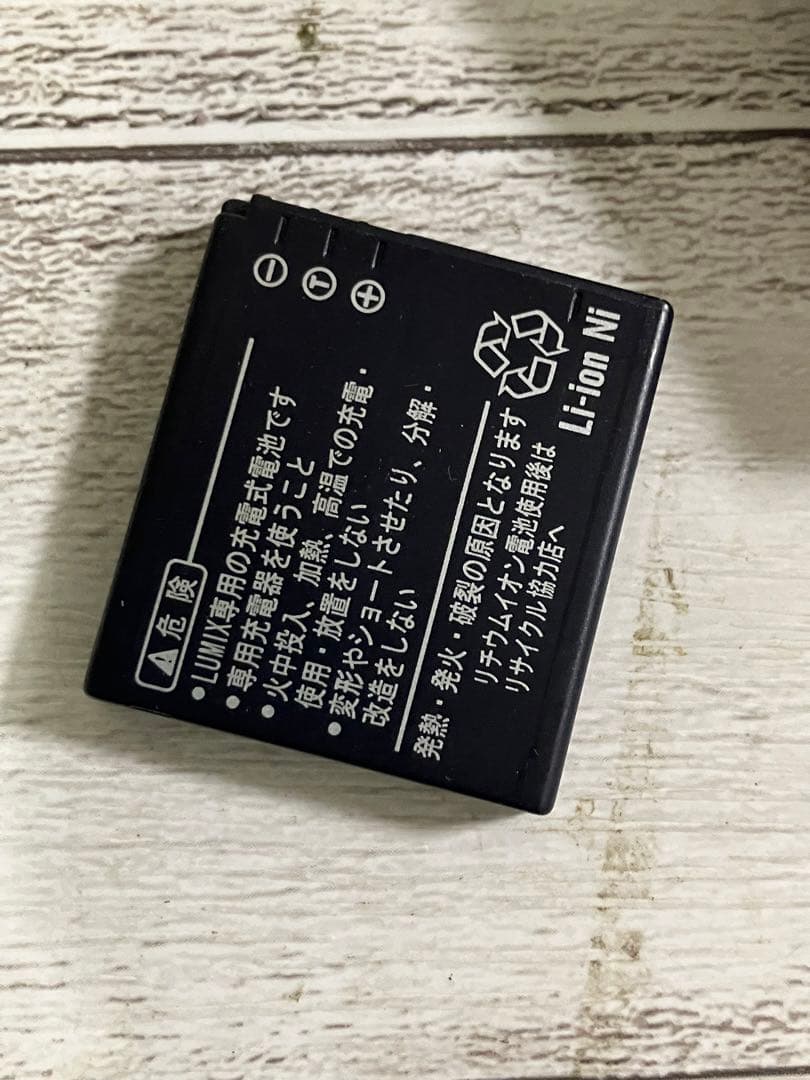 ⊖ Ⓣ ⊕
⚠危険
●LUMIX専用の充電式電池です
●専用充電器を使うこと
●火中投入、加熱、高温での充電・
使用・放置をしない
●変形やショートさせたり、分解・
改造をしない
発熱・発火・破裂の原因となります
リチウムイオン電池使用後は
リサイクル協力店へ
Li-ion Ni